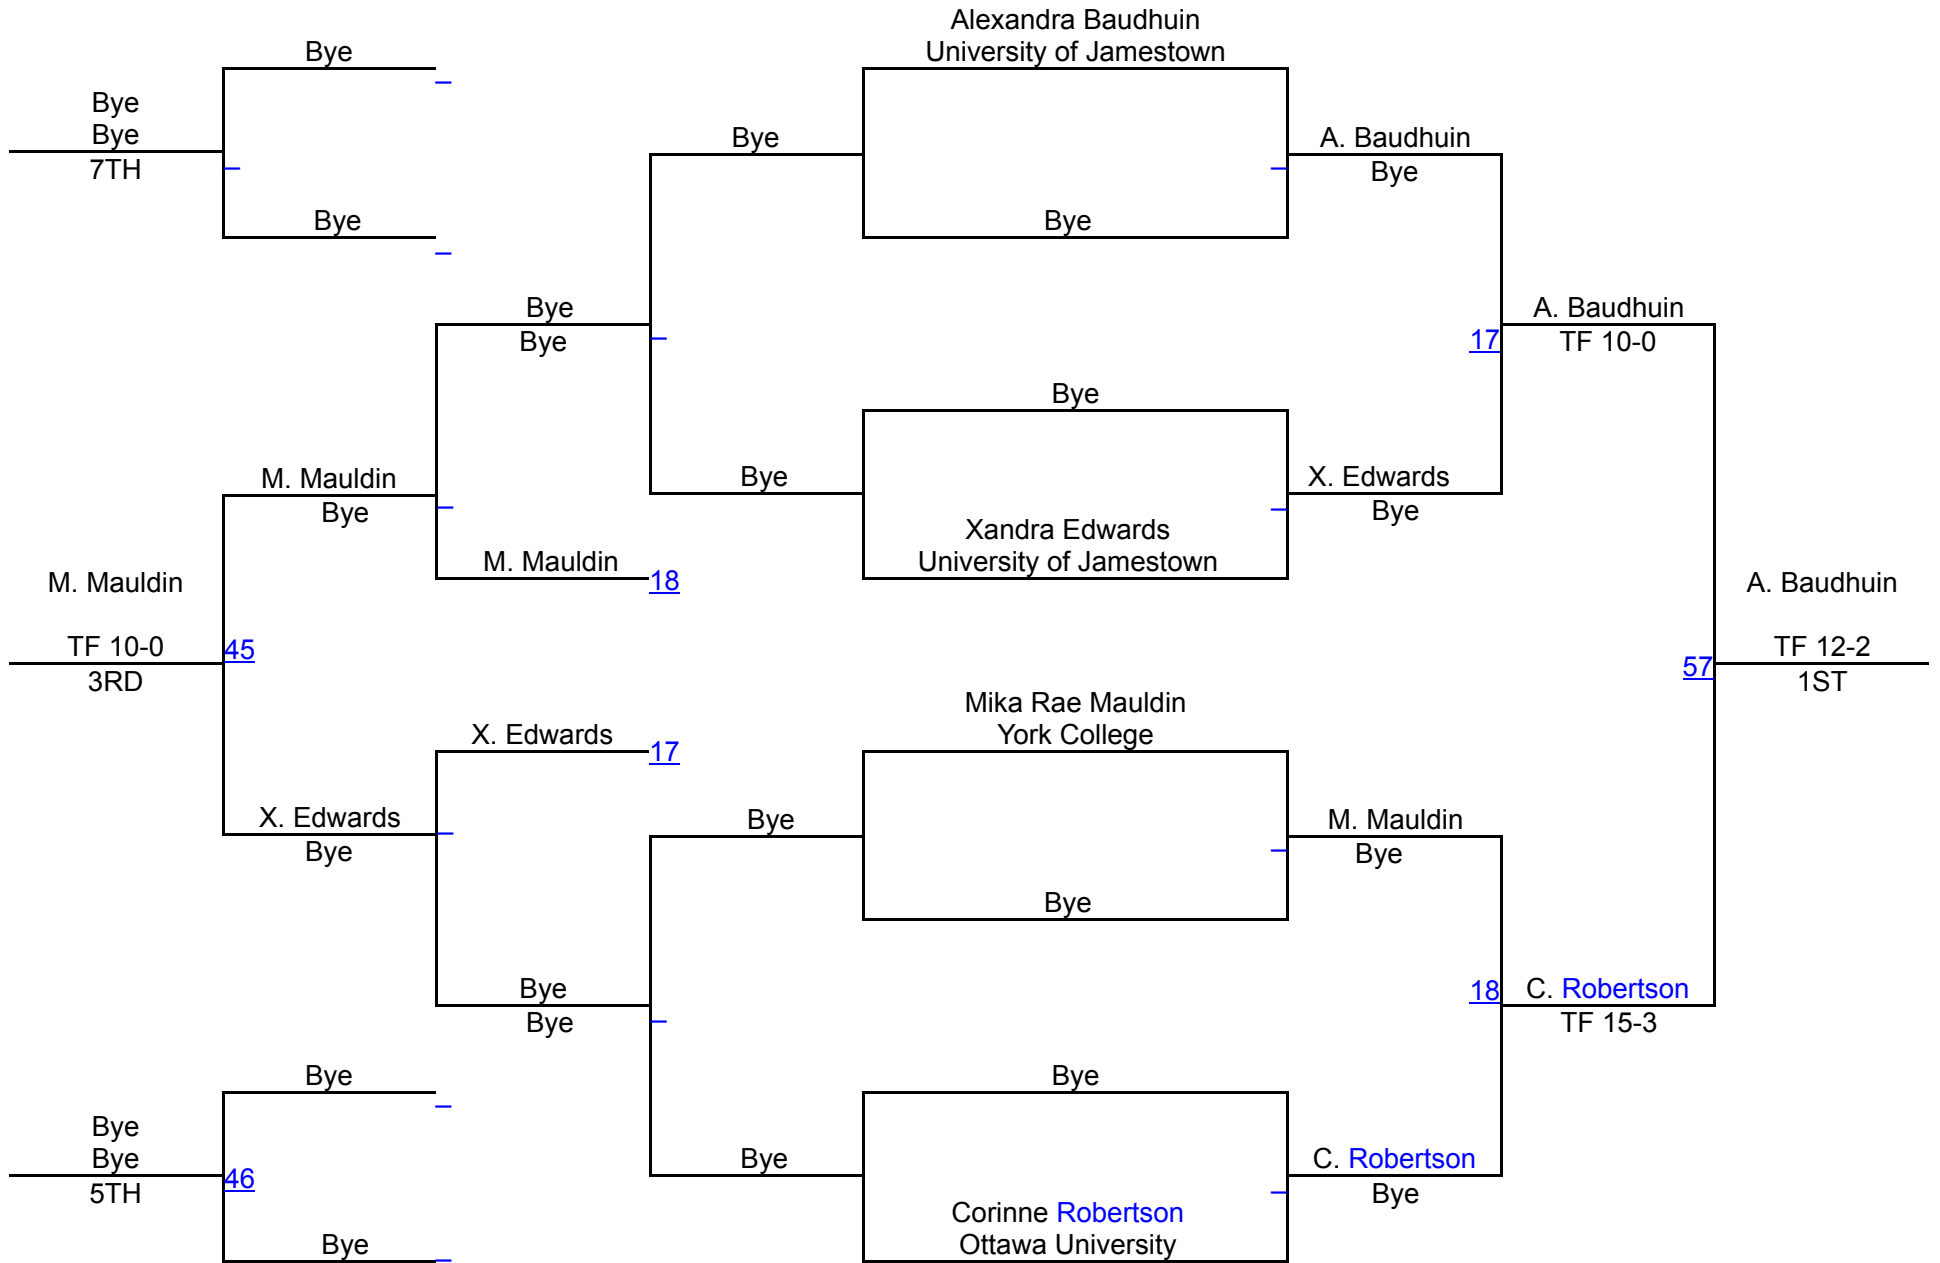 Alexandra Baudhuin
University of Jamestown
Bye
Bye
Bye
7TH
Bye
A. Baudhuin
Bye
Bye
Bye
Bye
Bye
A. Baudhuin
17
TF 10-0
Bye
M. Mauldin
Bye
Bye
X. Edwards
Bye
Xandra Edwards
University of Jamestown
M. Mauldin
18
M. Mauldin
TF 10-0
45
3RD
A. Baudhuin
TF 12-2
57
1ST
Mika Rae Mauldin
York College
X. Edwards
17
X. Edwards
Bye
Bye
M. Mauldin
Bye
Bye
Bye
Bye
18
C. Robertson
TF 15-3
Bye
Bye
Bye
Bye
46
5TH
Bye
C. Robertson
Bye
Corinne Robertson
Ottawa University
Bye